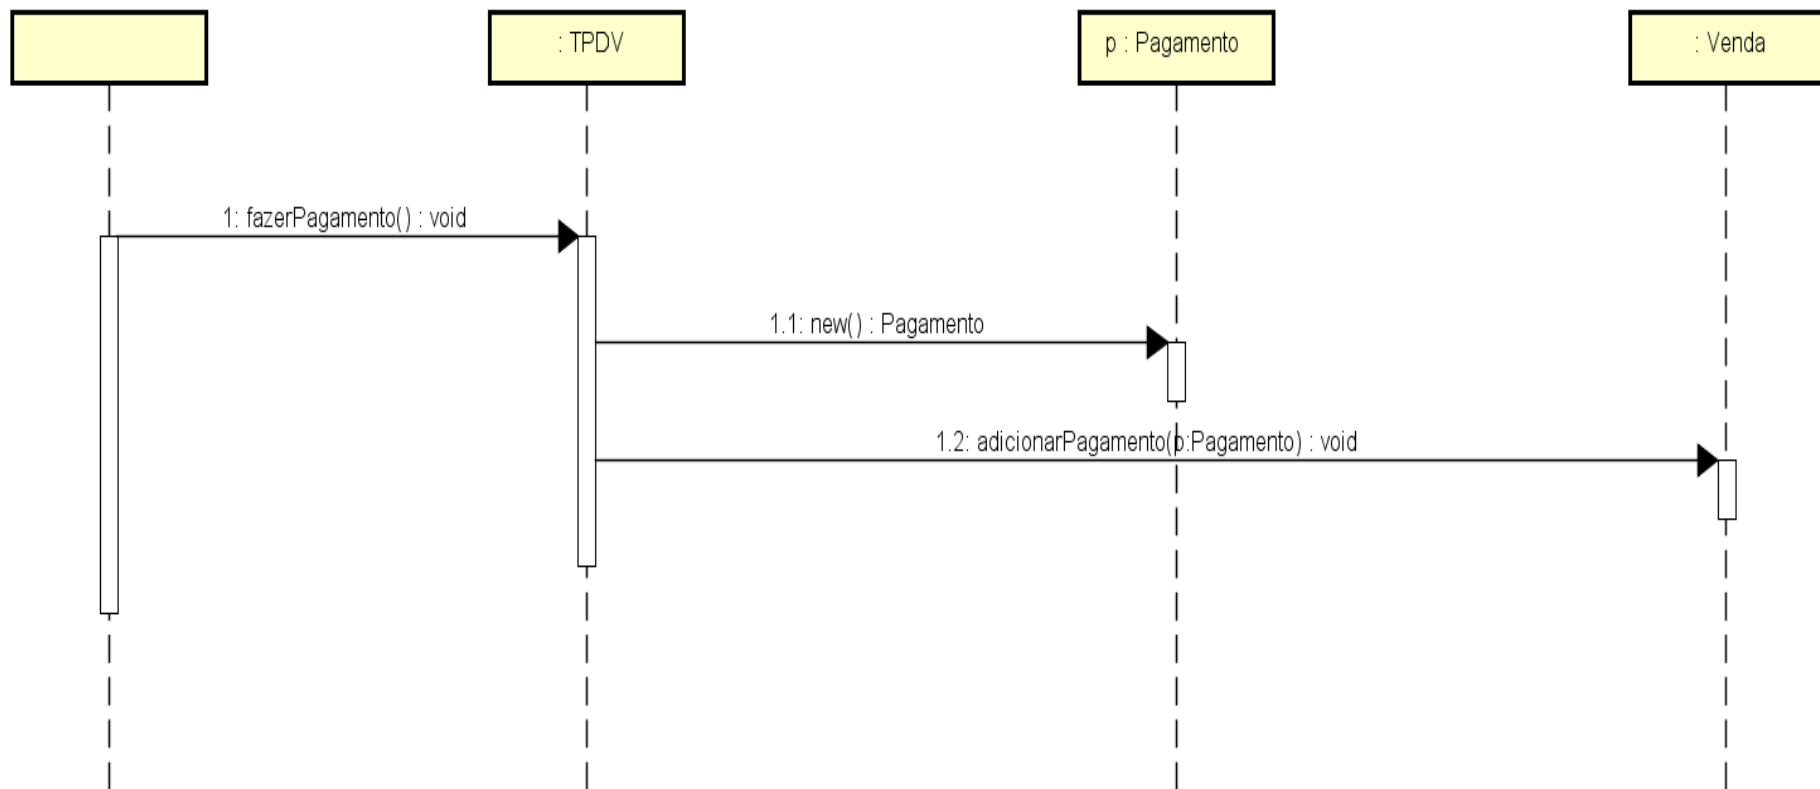 : TPDV
p : Pagamento
: Venda
1: fazerPagamento() : void
1.1: new() : Pagamento
1.2: adicionarPagamento(p:Pagamento) : void